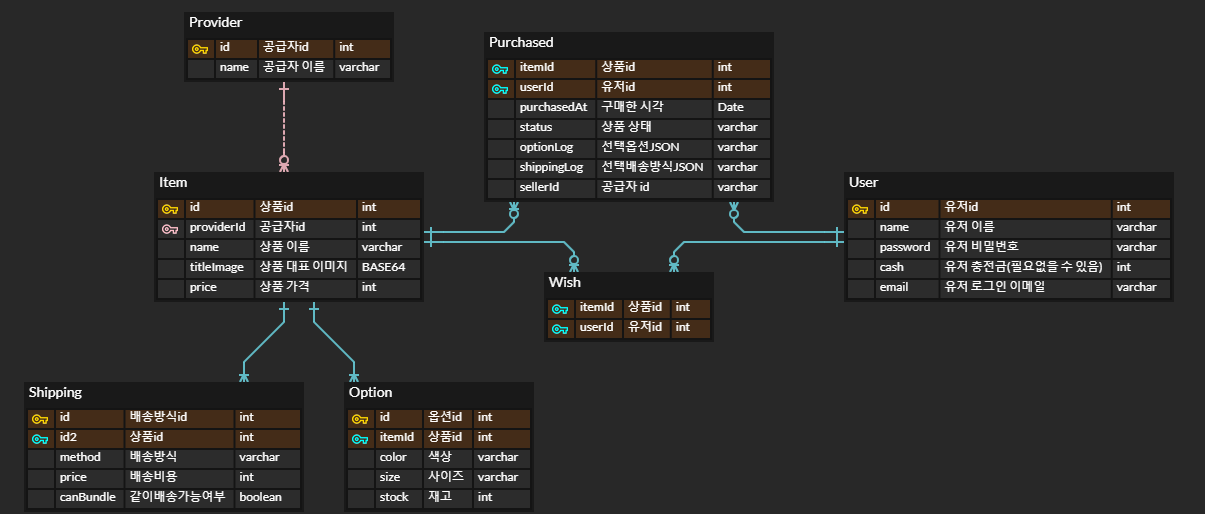 Provider
id 공급자id int
name 공급자 이름 varchar
Purchased
itemId 상품id int
userId 유저id int
purchasedAt 구매한 시각 Date
status 상품 상태 varchar
optionLog 선택옵션JSON varchar
shippingLog 선택배송방식JSON varchar
sellerId 공급자 id varchar
Item
id 상품id int
providerId 공급자id int
name 상품 이름 varchar
titleImage 상품 대표 이미지 BASE64
price 상품 가격 int
User
id 유저id int
name 유저 이름 varchar
password 유저 비밀번호 varchar
cash 유저 충전금(필요없을 수 있음) int
email 유저 로그인 이메일 varchar
Wish
itemId 상품id int
userId 유저id int
Shipping
id 배송방식id int
id2 상품id int
method 배송방식 varchar
price 배송비용 int
canBundle 같이배송가능여부 boolean
Option
id 옵션id int
itemId 상품id int
color 색상 varchar
size 사이즈 varchar
stock 재고 int